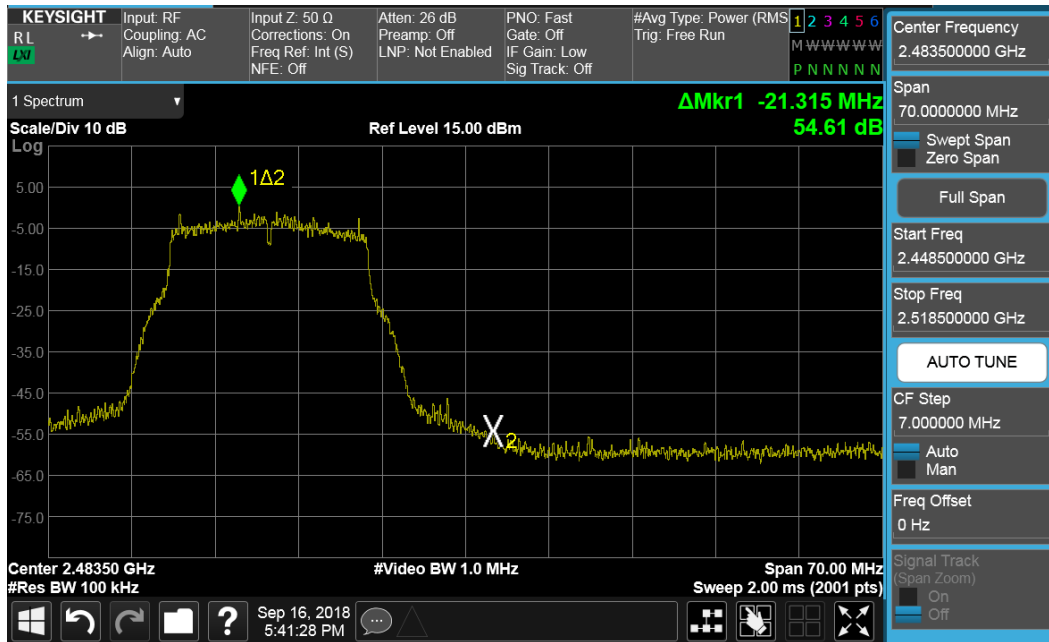 KEYSIGHT
RL
LXI
Input: RF
Coupling: AC
Align: Auto
Input Z: 50 Ω
Corrections: On
Freq Ref: Int (S)
NFE: Off
Atten: 26 dB
Preamp: Off
LNP: Not Enabled
PNO: Fast
Gate: Off
IF Gain: Low
Sig Track: Off
#Avg Type: Power (RMS
Trig: Free Run
1 2 3 4 5 6
M W W W W W
P N N N N N
1 Spectrum
Scale/Div 10 dB
Ref Level 15.00 dBm
ΔMkr1 -21.315 MHz
54.61 dB
Log
1Δ2
5.00
-5.00
-15.0
-25.0
-35.0
-45.0
-55.0
-65.0
-75.0
X2
Center 2.48350 GHz
#Video BW 1.0 MHz
Span 70.00 MHz
#Res BW 100 kHz
Sweep 2.00 ms (2001 pts)
?
Sep 16, 2018
5:41:28 PM
Center Frequency
2.483500000 GHz
Span
70.0000000 MHz
Swept Span
Zero Span
Full Span
Start Freq
2.448500000 GHz
Stop Freq
2.518500000 GHz
AUTO TUNE
CF Step
7.000000 MHz
Auto
Man
Freq Offset
0 Hz
Signal Track
(Span Zoom)
On
Off